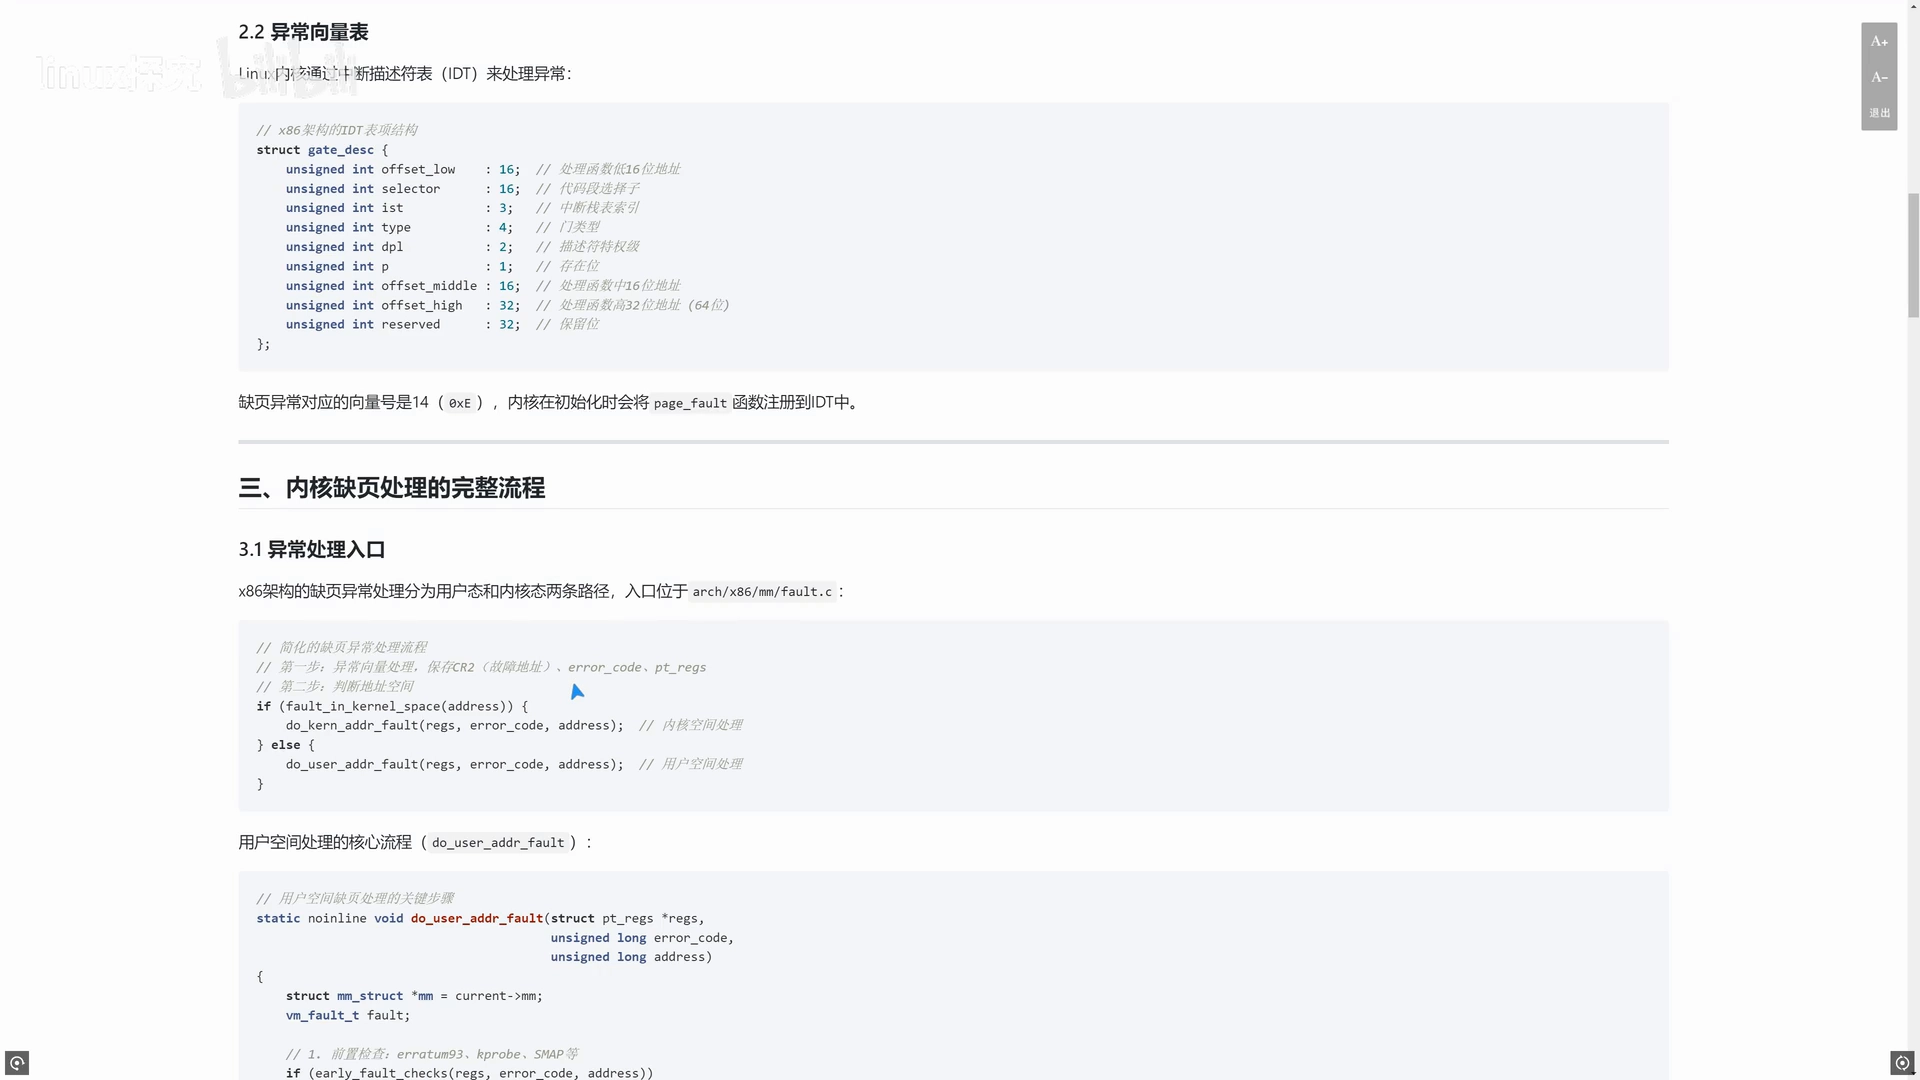 2.2 异常向量表
linux探究 bilibili
Linux内核通过中断描述符表（IDT）来处理异常：
A+
A-
退出
// x86架构的IDT表项结构
struct gate_desc {
    unsigned int offset_low    : 16;  // 处理函数低16位地址
    unsigned int selector      : 16;  // 代码段选择子
    unsigned int ist           : 3;   // 中断栈表索引
    unsigned int type          : 4;   // 门类型
    unsigned int dpl           : 2;   // 描述符特权级
    unsigned int p             : 1;   // 存在位
    unsigned int offset_middle : 16;  // 处理函数中16位地址
    unsigned int offset_high   : 32;  // 处理函数高32位地址 (64位)
    unsigned int reserved      : 32;  // 保留位
};
缺页异常对应的向量号是14（ 0xE ），内核在初始化时会将 page_fault 函数注册到IDT中。
三、内核缺页处理的完整流程
3.1 异常处理入口
x86架构的缺页异常处理分为用户态和内核态两条路径，入口位于 arch/x86/mm/fault.c ：
// 简化的缺页异常处理流程
// 第一步：异常向量处理，保存CR2（故障地址）、error_code、pt_regs
// 第二步：判断地址空间
if (fault_in_kernel_space(address)) {
    do_kern_addr_fault(regs, error_code, address);  // 内核空间处理
} else {
    do_user_addr_fault(regs, error_code, address);  // 用户空间处理
}
用户空间处理的核心流程（ do_user_addr_fault ）：
// 用户空间缺页处理的关键步骤
static noinline void do_user_addr_fault(struct pt_regs *regs,
                                        unsigned long error_code,
                                        unsigned long address)
{
    struct mm_struct *mm = current->mm;
    vm_fault_t fault;
    // 1. 前置检查：erratum93、kprobe、SMAP等
    if (early_fault_checks(regs, error_code, address))